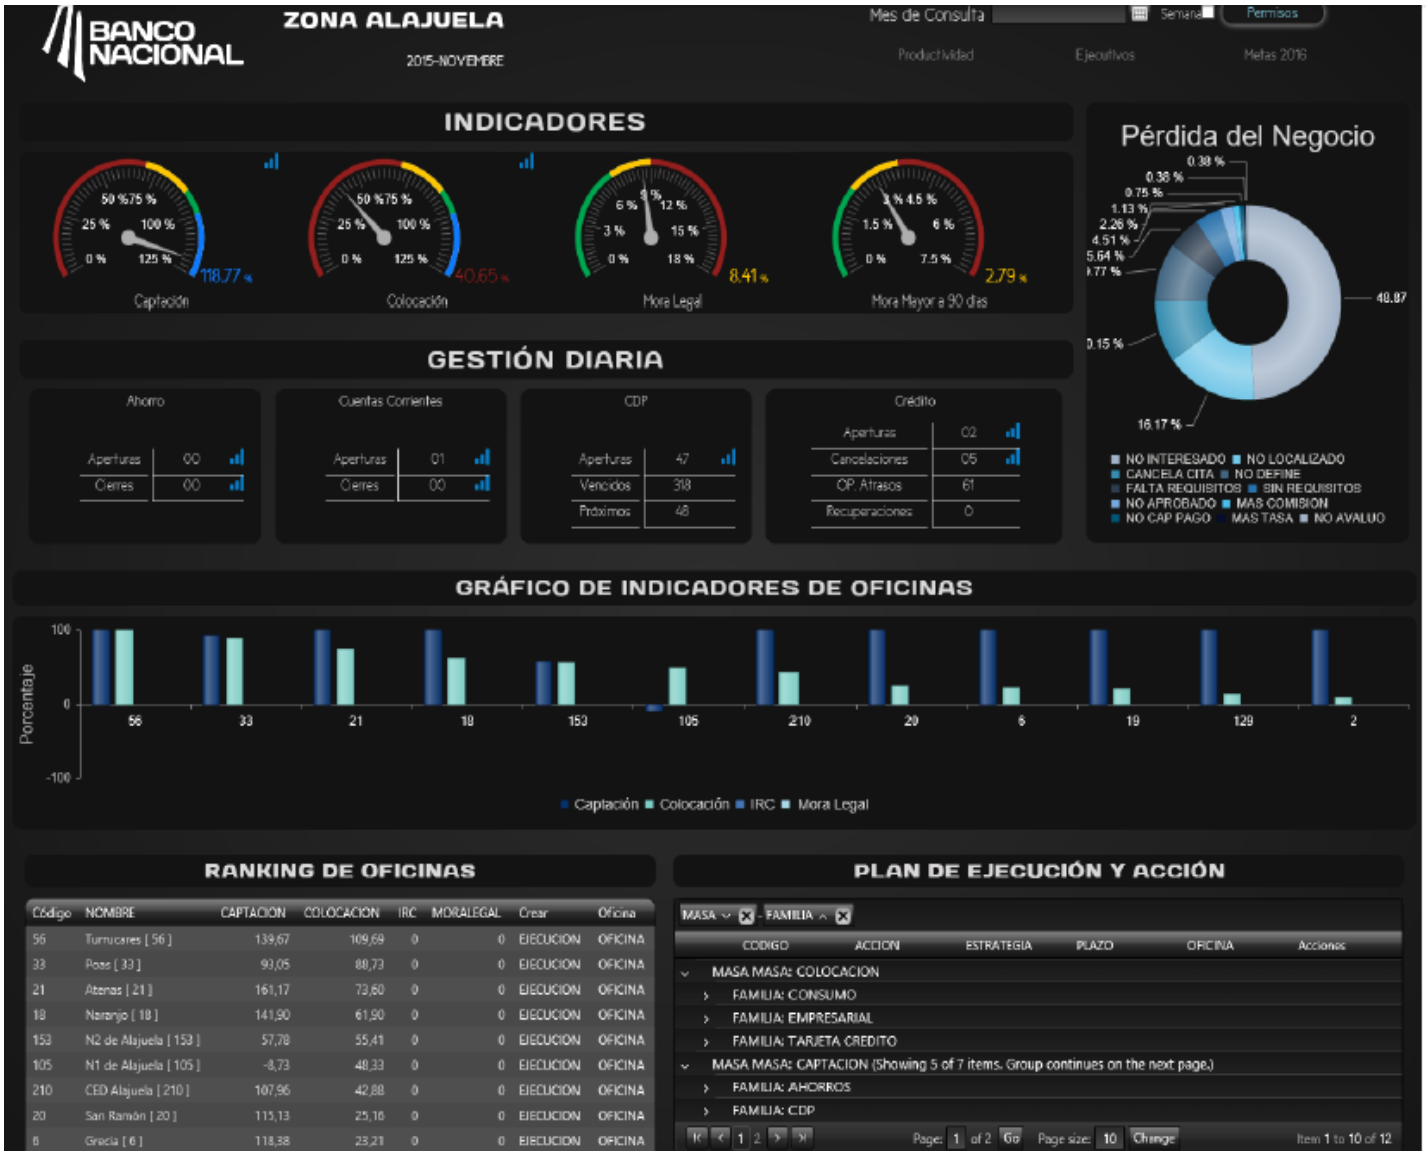 BANCO NACIONAL
ZONA ALAJUELA
2015-NOVEMBRE
Mes de Consulta Semana Permisos
Productividad Ejecutivos Metas 2016
INDICADORES
0 % 25 % 50 % 75 % 100 % 125 %
118.77 %
Captación
0 % 25 % 50 % 75 % 100 % 125 %
40.65 %
Colocación
0 % 3 % 6 % 9 % 12 % 15 % 18 %
8.41 %
Mora Legal
0 % 1.5 % 3 % 4.5 % 6 % 7.5 %
2.79 %
Mora Mayor a 90 dias
Pérdida del Negocio
0.38 %
0.38 %
0.75 %
1.13 %
2.26 %
4.51 %
5.64 %
9.77 %
0.15 %
16.17 %
48.87
NO INTERESADO NO LOCALIZADO
CANCELA CITA NO DEFINE
FALTA REQUISITOS SIN REQUISITOS
NO APROBADO MAS COMISION
NO CAP PAGO MAS TASA NO AVALUO
GESTIÓN DIARIA
Ahorro
Aperturas 00
Cierres 00
Cuentas Corrientes
Aperturas 01
Cierres 00
CDP
Aperturas 47
Vencidos 318
Próximos 48
Crédito
Aperturas 02
Cancelaciones 05
OP. Atrasos 61
Recuperaciones 0
GRÁFICO DE INDICADORES DE OFICINAS
Porcentaje
100
0
-100
56 33 21 18 153 105 210 20 6 19 129 2
Captación Colocación IRC Mora Legal
RANKING DE OFICINAS
Código NOMBRE CAPTACION COLOCACION IRC MORALEGAL Crear Oficina
56 Turrucares [ 56 ] 139,67 109,69 0 0 EJECUCION OFICINA
33 Poas [ 33 ] 93,05 88,73 0 0 EJECUCION OFICINA
21 Atenas [ 21 ] 161,17 73,60 0 0 EJECUCION OFICINA
18 Naranjo [ 18 ] 141,90 61,90 0 0 EJECUCION OFICINA
153 N2 de Alajuela [ 153 ] 57,78 55,41 0 0 EJECUCION OFICINA
105 N1 de Alajuela [ 105 ] -8,73 48,33 0 0 EJECUCION OFICINA
210 CED Alajuela [ 210 ] 107,96 42,88 0 0 EJECUCION OFICINA
20 San Ramón [ 20 ] 115,13 25,16 0 0 EJECUCION OFICINA
6 Grecia [ 6 ] 118,38 23,21 0 0 EJECUCION OFICINA
PLAN DE EJECUCIÓN Y ACCIÓN
MASA - FAMILIA
CODIGO ACCION ESTRATEGIA PLAZO OFICINA Acciones
MASA MASA: COLOCACION
FAMILIA: CONSUMO
FAMILIA: EMPRESARIAL
FAMILIA: TARJETA CREDITO
MASA MASA: CAPTACION (Showing 5 of 7 items. Group continues on the next page.)
FAMILIA: AHORROS
FAMILIA: CDP
1 2 Page: 1 of 2 Go Page size: 10 Change Item 1 to 10 of 12